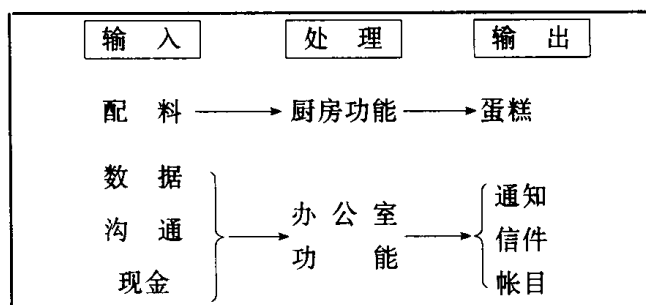 输入 处理 输出
配料 厨房功能 蛋糕
数据
沟通
现金
办公室
功能
通知
信件
帐目